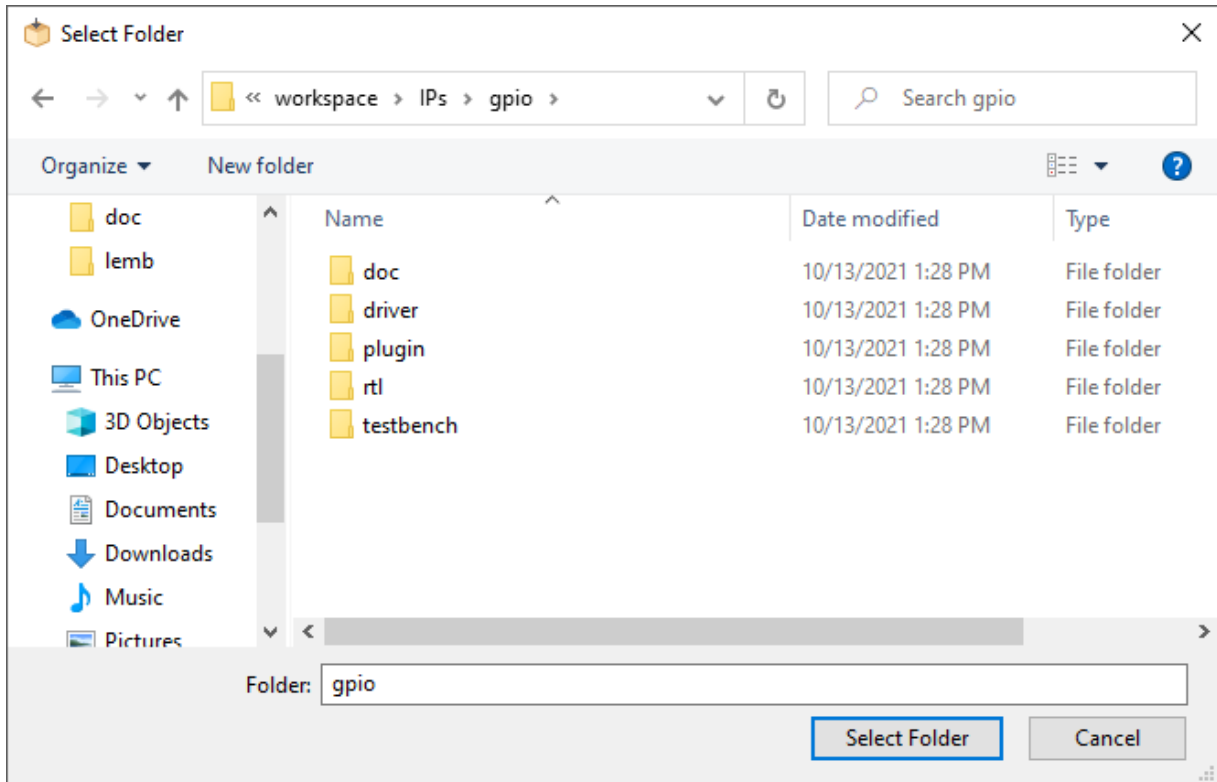 Select Folder
« workspace › IPs › gpio ›
Search gpio
Organize
New folder
?
doc
lemb
OneDrive
This PC
3D Objects
Desktop
Documents
Downloads
Music
Pictures
Name Date modified Type
doc 10/13/2021 1:28 PM File folder
driver 10/13/2021 1:28 PM File folder
plugin 10/13/2021 1:28 PM File folder
rtl 10/13/2021 1:28 PM File folder
testbench 10/13/2021 1:28 PM File folder
Folder: gpio
Select Folder Cancel